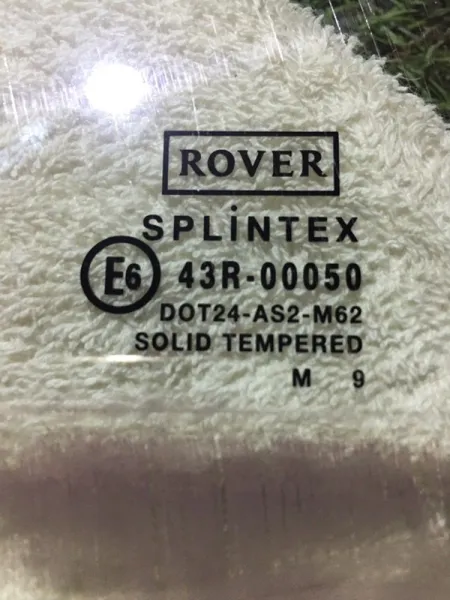 ROVER
SPLiNTEX
E6 43R-00050
DOT24-AS2-M62
SOLID TEMPERED
M 9